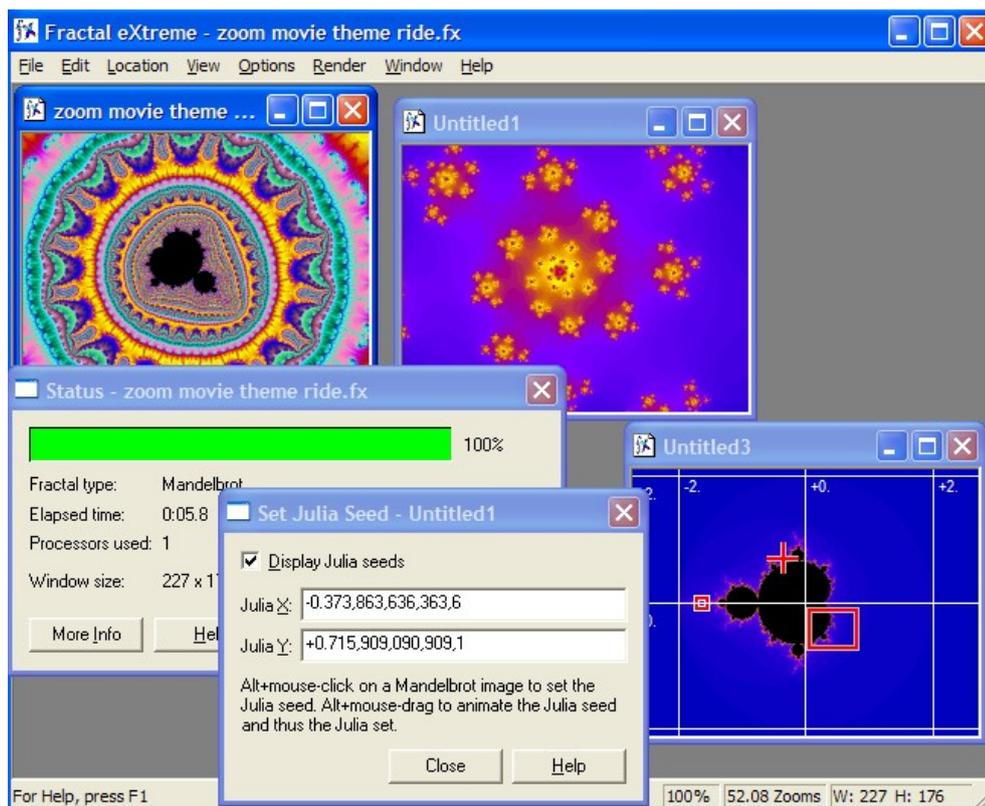 Fractal eXtreme - zoom movie theme ride.fx
File Edit Location View Options Render Window Help
zoom movie theme ...
Untitled1
Status - zoom movie theme ride.fx
100%
Fractal type: Mandelbrot
Elapsed time: 0:05.8
Processors used: 1
Window size: 227 x 17
More Info
Hel
Untitled3
2. -2. +0. +2.
0.
Set Julia Seed - Untitled1
Display Julia seeds
Julia X: -0.373,863,636,363,6
Julia Y: +0.715,909,090,909,1
Alt+mouse-click on a Mandelbrot image to set the
Julia seed. Alt+mouse-drag to animate the Julia seed
and thus the Julia set.
Close Help
For Help, press F1
100% 52.08 Zooms W: 227 H: 176